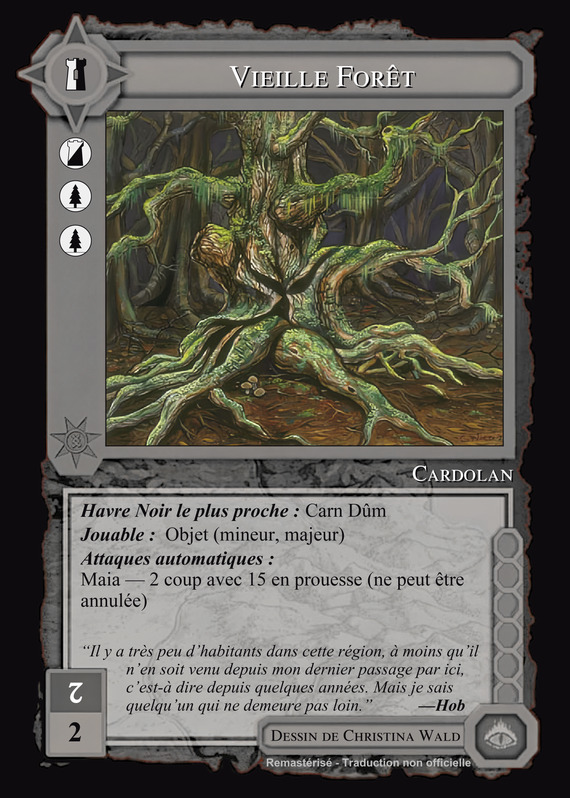 Vieille Forêt
Cardolan
Havre Noir le plus proche : Carn Dûm
Jouable : Objet (mineur, majeur)
Attaques automatiques :
Maia — 2 coup avec 15 en prouesse (ne peut être
annulée)
“Il y a très peu d’habitants dans cette région, à moins qu’il
n’en soit venu depuis mon dernier passage par ici,
c’est-à dire depuis quelques années. Mais je sais
quelqu’un qui ne demeure pas loin.” —Hob
2
2
Dessin de Christina Wald
Remastérisé - Traduction non officielle